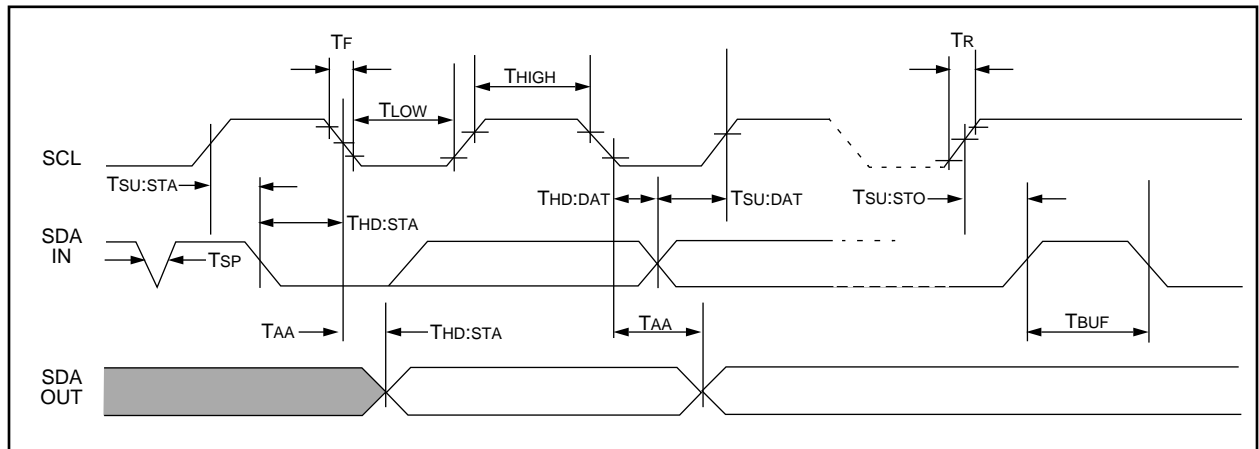 TF
THIGH
TR
TLOW
SCL
TSU:STA
THD:DAT
TSU:DAT
TSU:STO
THD:STA
SDA
IN
TSP
TAA
THD:STA
TAA
TBUF
SDA
OUT